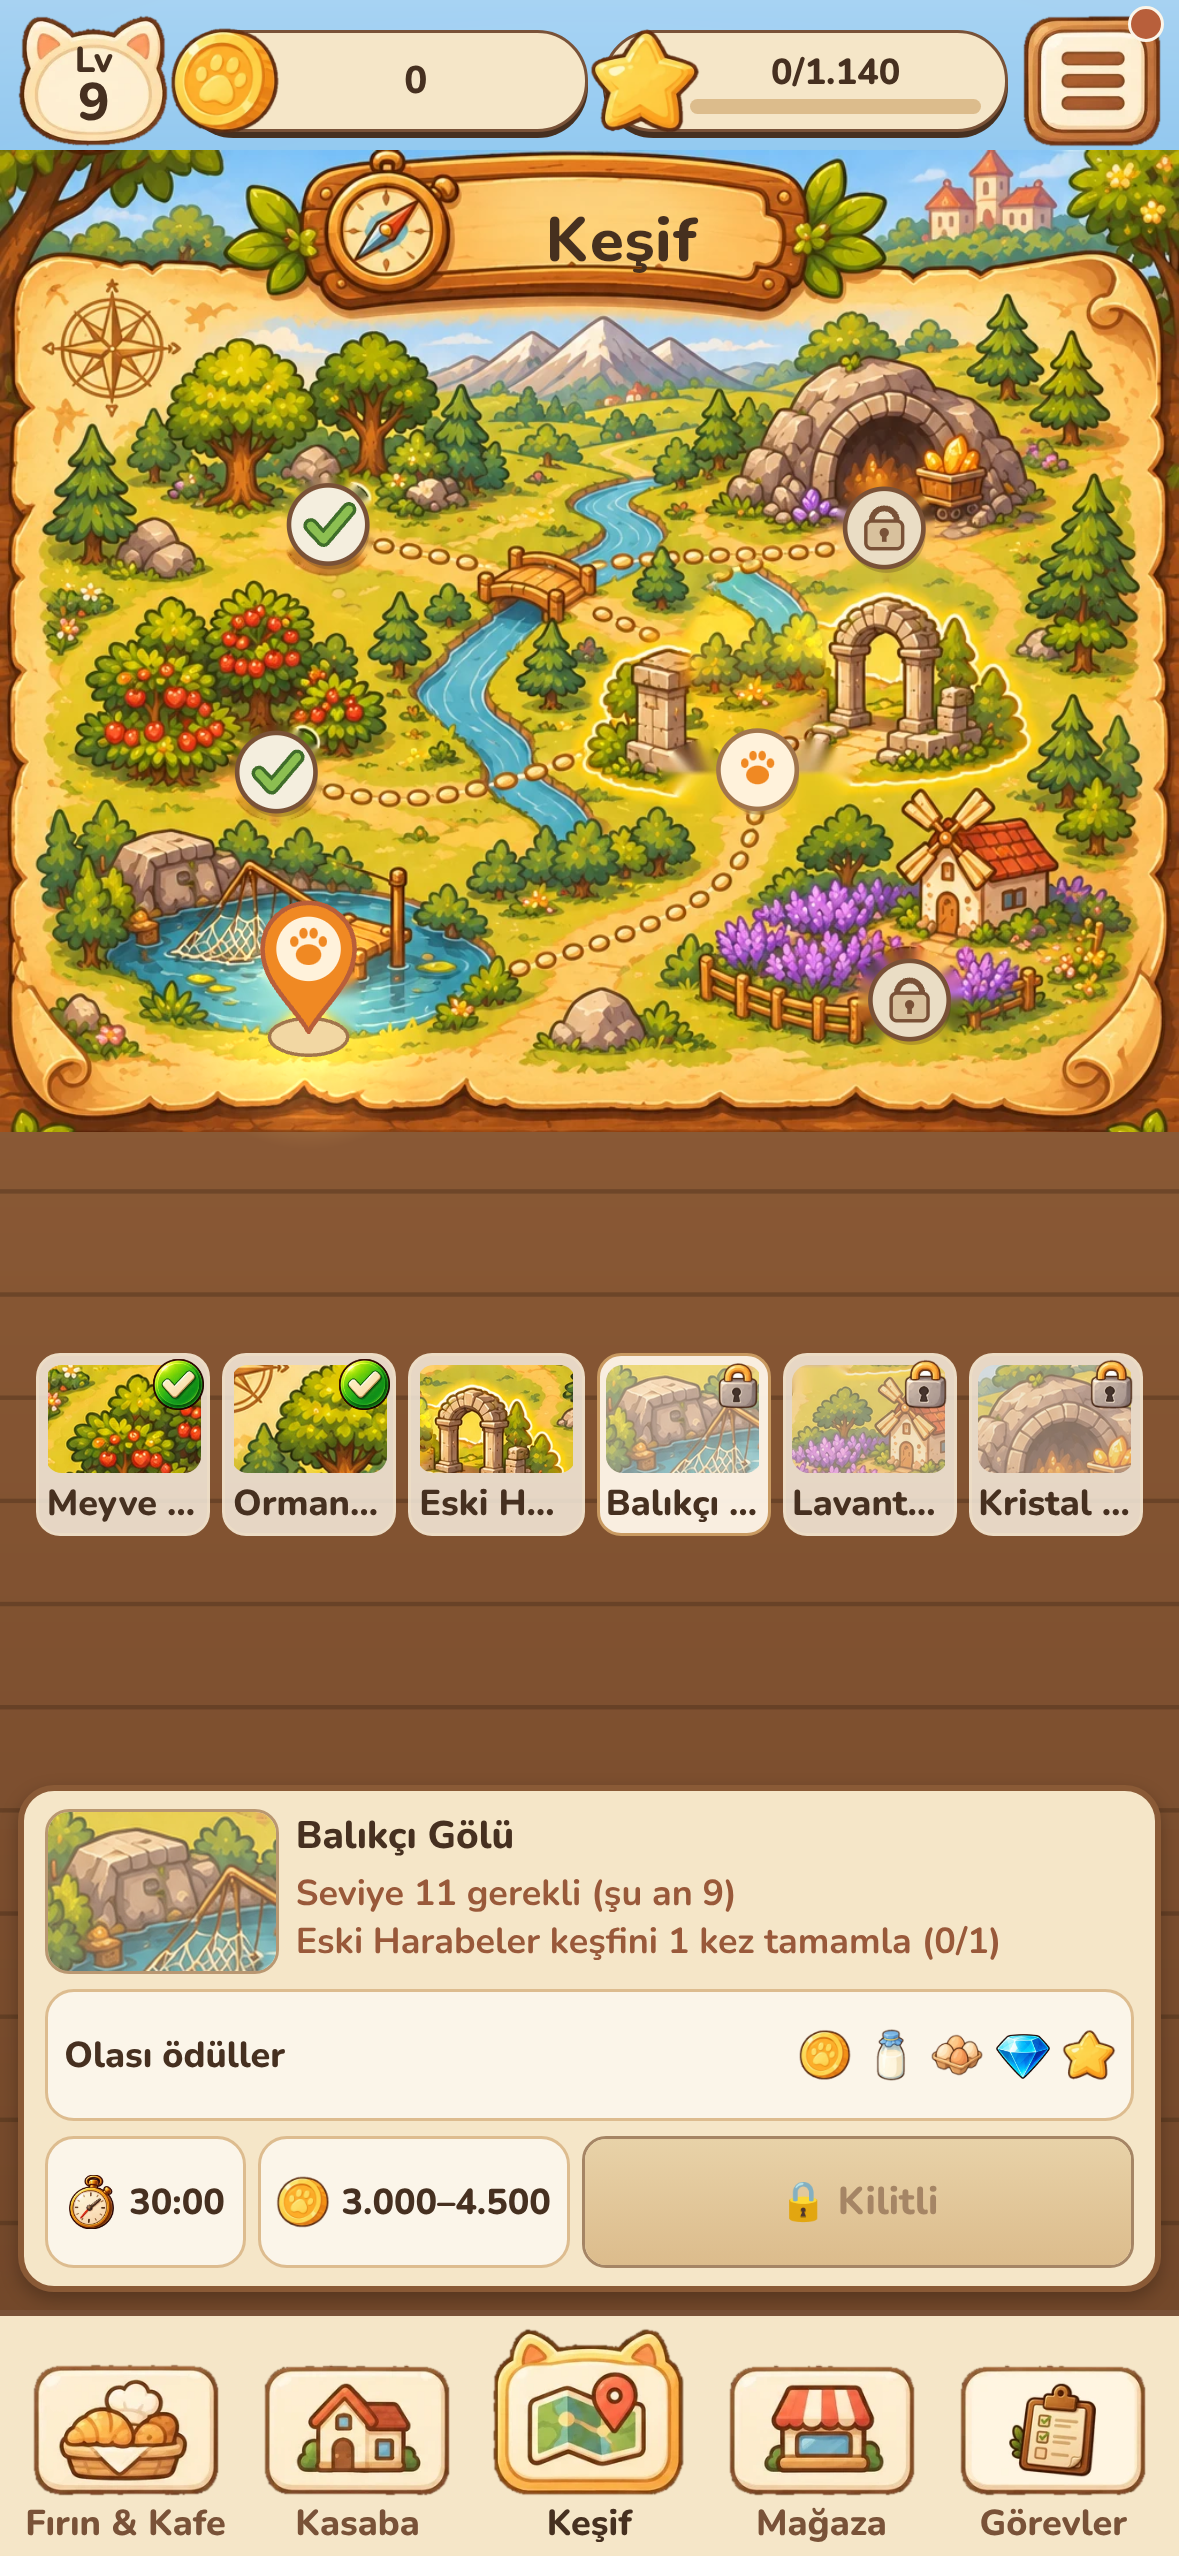 Lv
9
0
0/1.140
Keşif
Meyve ...
Orman...
Eski H...
Balıkçı ...
Lavant...
Kristal ...
Balıkçı Gölü
Seviye 11 gerekli (şu an 9)
Eski Harabeler keşfini 1 kez tamamla (0/1)
Olası ödüller
30:00
3.000–4.500
Kilitli
Fırın & Kafe
Kasaba
Keşif
Mağaza
Görevler